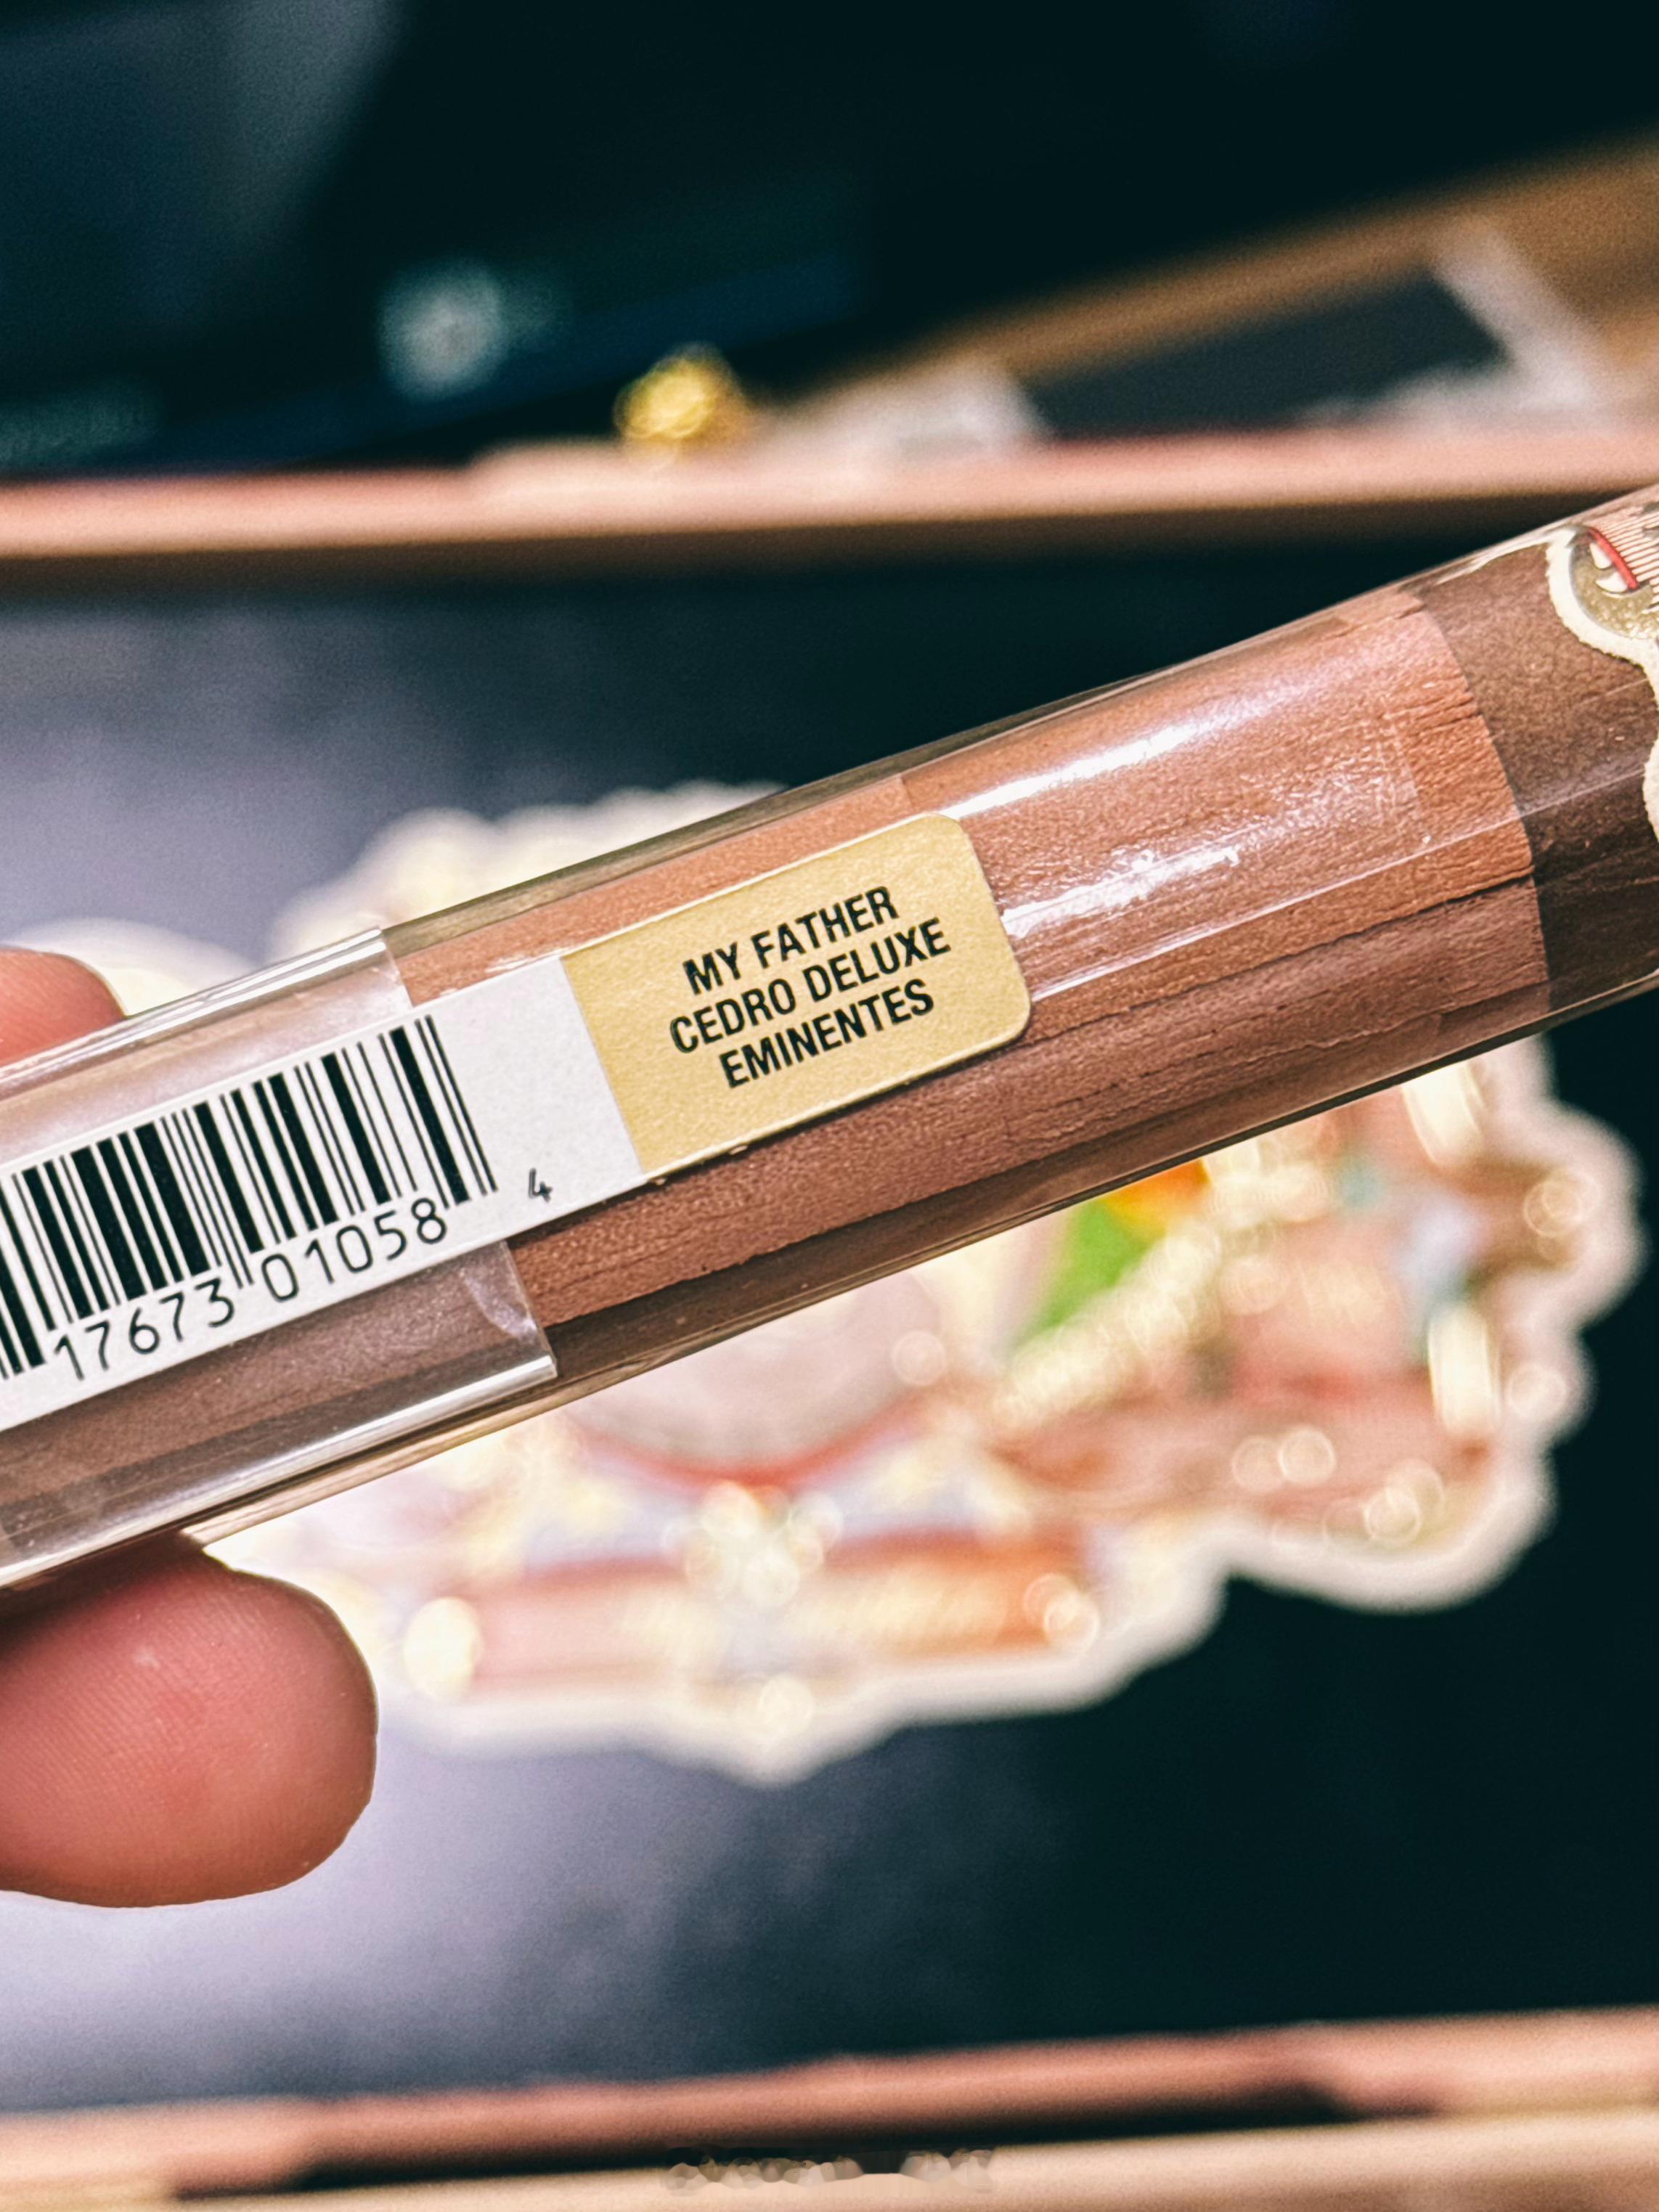 MY FATHER
CEDRO DELUXE
EMINENTES
17673 01058 4